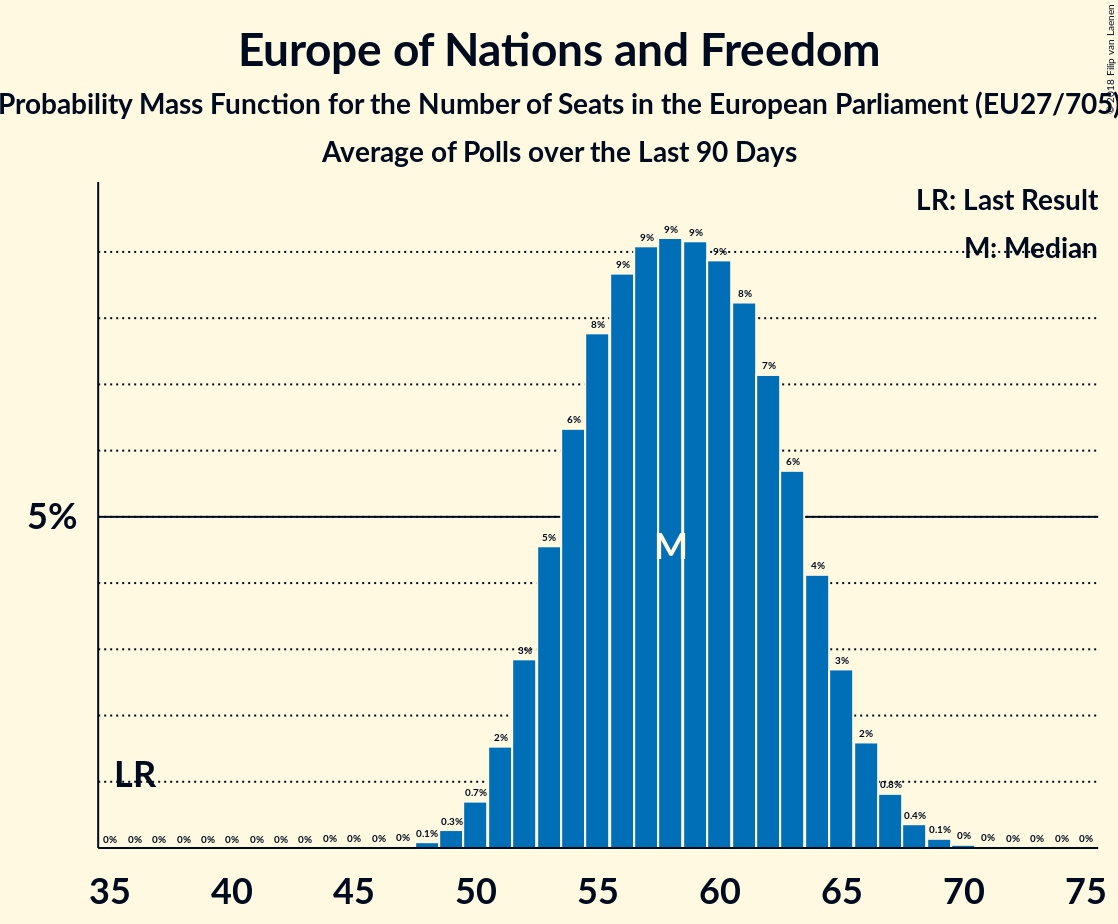 Europe of Nations and Freedom
Probability Mass Function for the Number of Seats in the European Parliament (EU27/705)
Average of Polls over the Last 90 Days
© 2018 Filip van Laenen
LR: Last Result
M: Median
5%
LR
M
0% 0% 0% 0% 0% 0% 0% 0% 0% 0% 0% 0% 0% 0.1% 0.3% 0.7% 2% 3% 5% 6% 8% 9% 9% 9% 9% 9% 8% 7% 6% 4% 3% 2% 0.8% 0.4% 0.1% 0% 0% 0% 0% 0% 0%
35 40 45 50 55 60 65 70 75